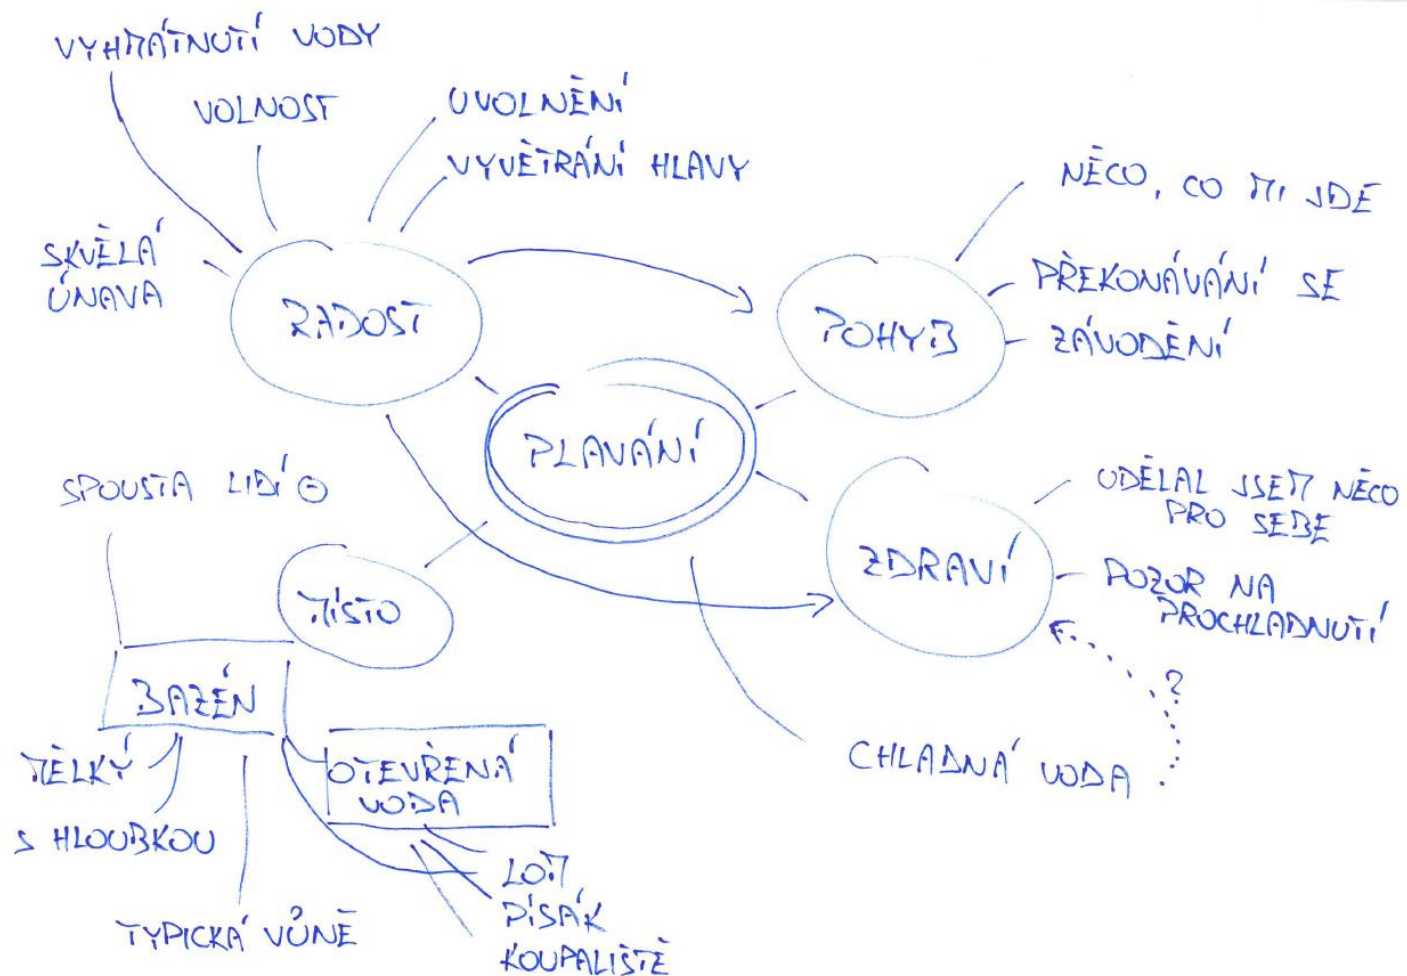 VYHMÁTNUTÍ VODY
VOLNOST
UVOLNĚNÍ
VYVĚTRÁNÍ HLAVY
NĚCO, CO MI JDE
SKVĚLÁ
ÚNAVA
RADOST
POHYB
PŘEKONÁVÁNÍ SE
ZÁVODĚNÍ
PLAVÁNÍ
SPOUSTA LIDÍ
UDĚLAL JSEM NĚCO
PRO SEBE
ZDRAVÍ
POZOR NA
PROCHLADNUTÍ
MÍSTO
?
BAZÉN
CHLADNÁ VODA
MĚLKÝ
OTEVŘENÁ
VODA
S HLOUBKOU
LOM
PÍSÁK
KOUPALIŠTĚ
TYPICKÁ VŮNĚ